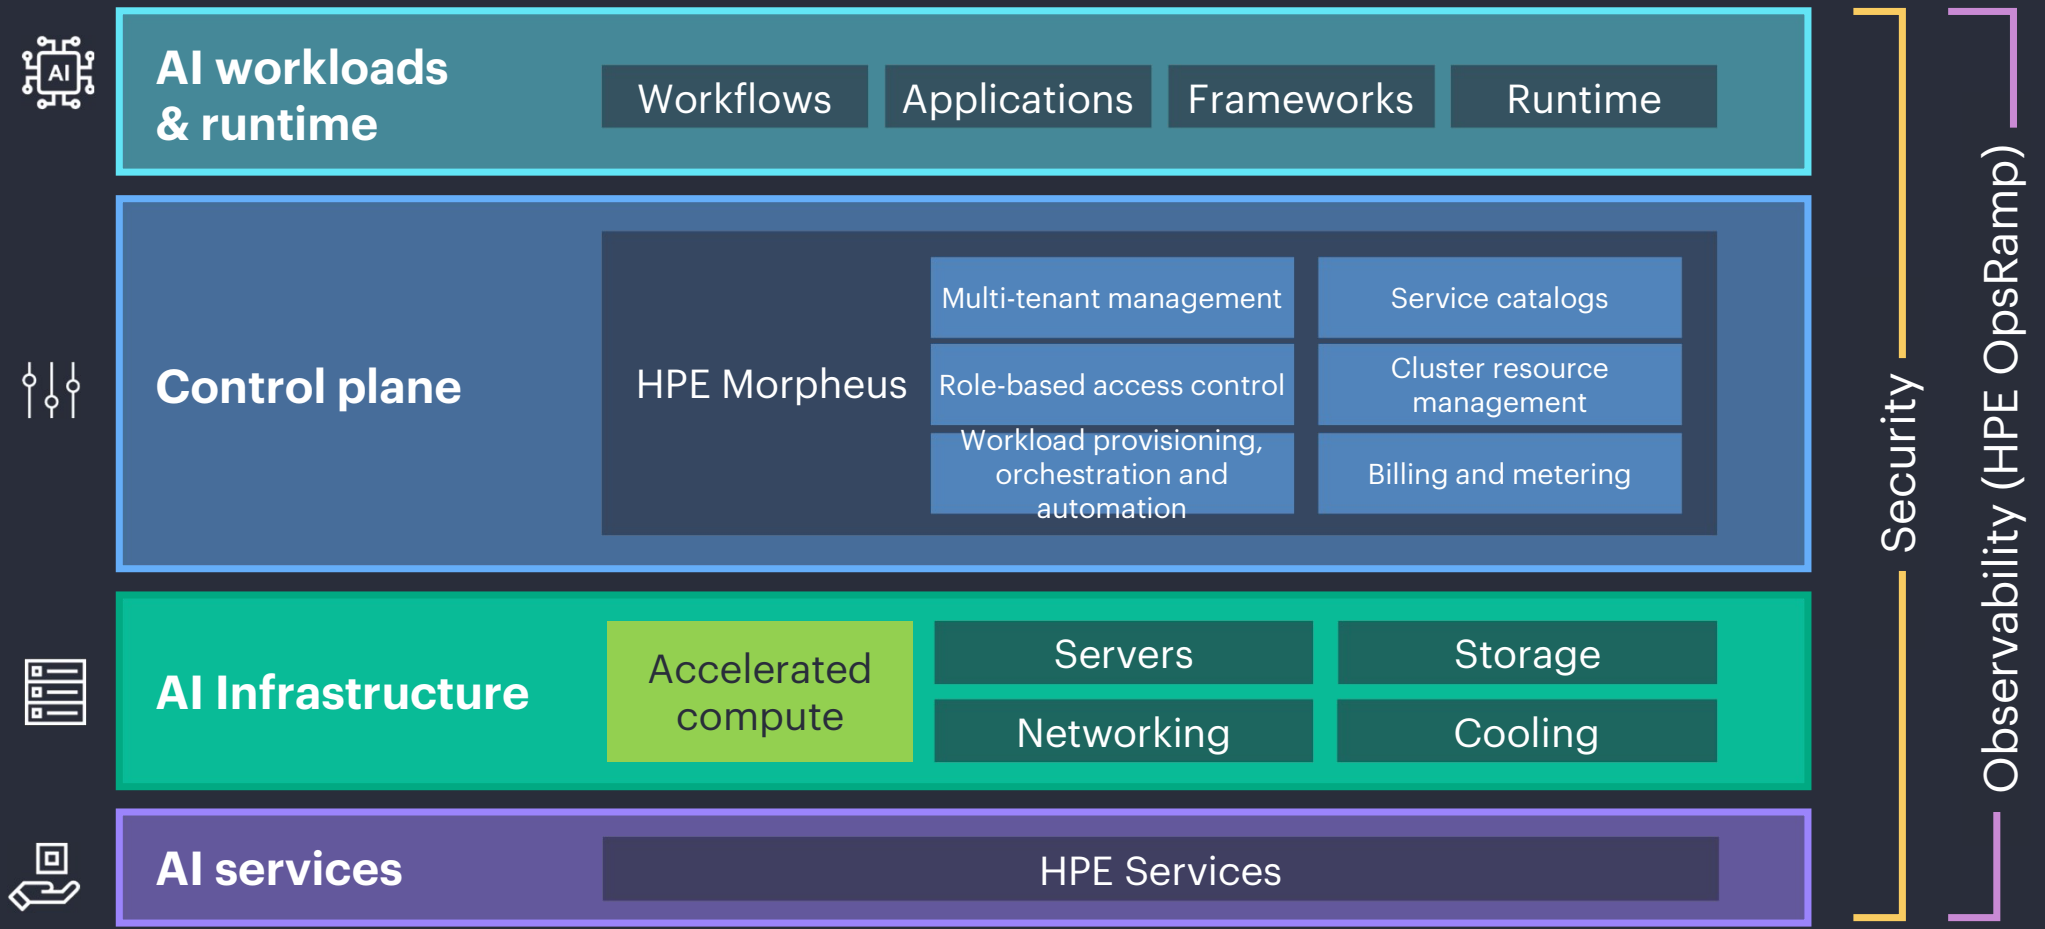 AI
AI workloads
& runtime
Workflows
Applications
Frameworks
Runtime
Control plane
HPE Morpheus
Multi-tenant management
Service catalogs
Role-based access control
Cluster resource
management
Workload provisioning,
orchestration and
automation
Billing and metering
AI Infrastructure
Accelerated
compute
Servers
Storage
Networking
Cooling
AI services
HPE Services
Security
Observability (HPE OpsRamp)